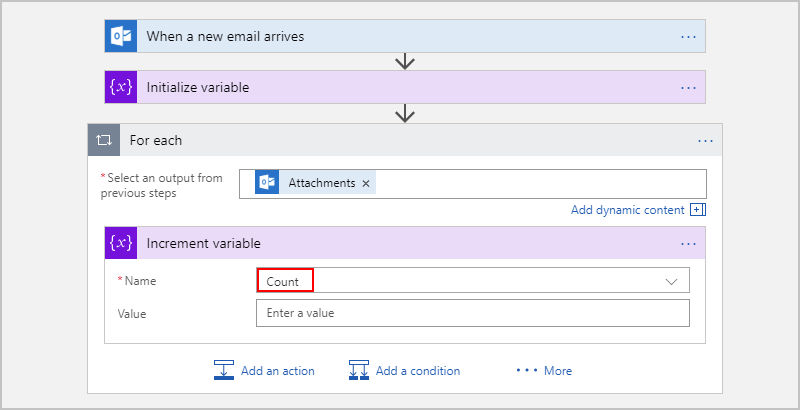 When a new email arrives
{x} Initialize variable
For each
*Select an output from
previous steps
Attachments ×
Add dynamic content
{x} Increment variable
*Name
Count
Value
Enter a value
Add an action
Add a condition
More